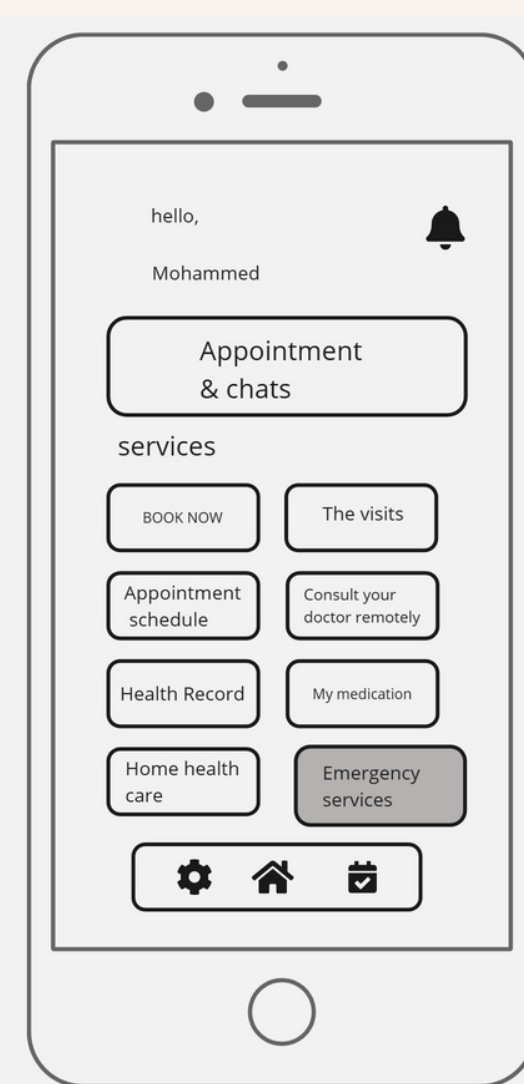 hello,
Mohammed
Appointment
& chats
services
BOOK NOW
The visits
Appointment
schedule
Consult your
doctor remotely
Health Record
My medication
Home health
care
Emergency
services